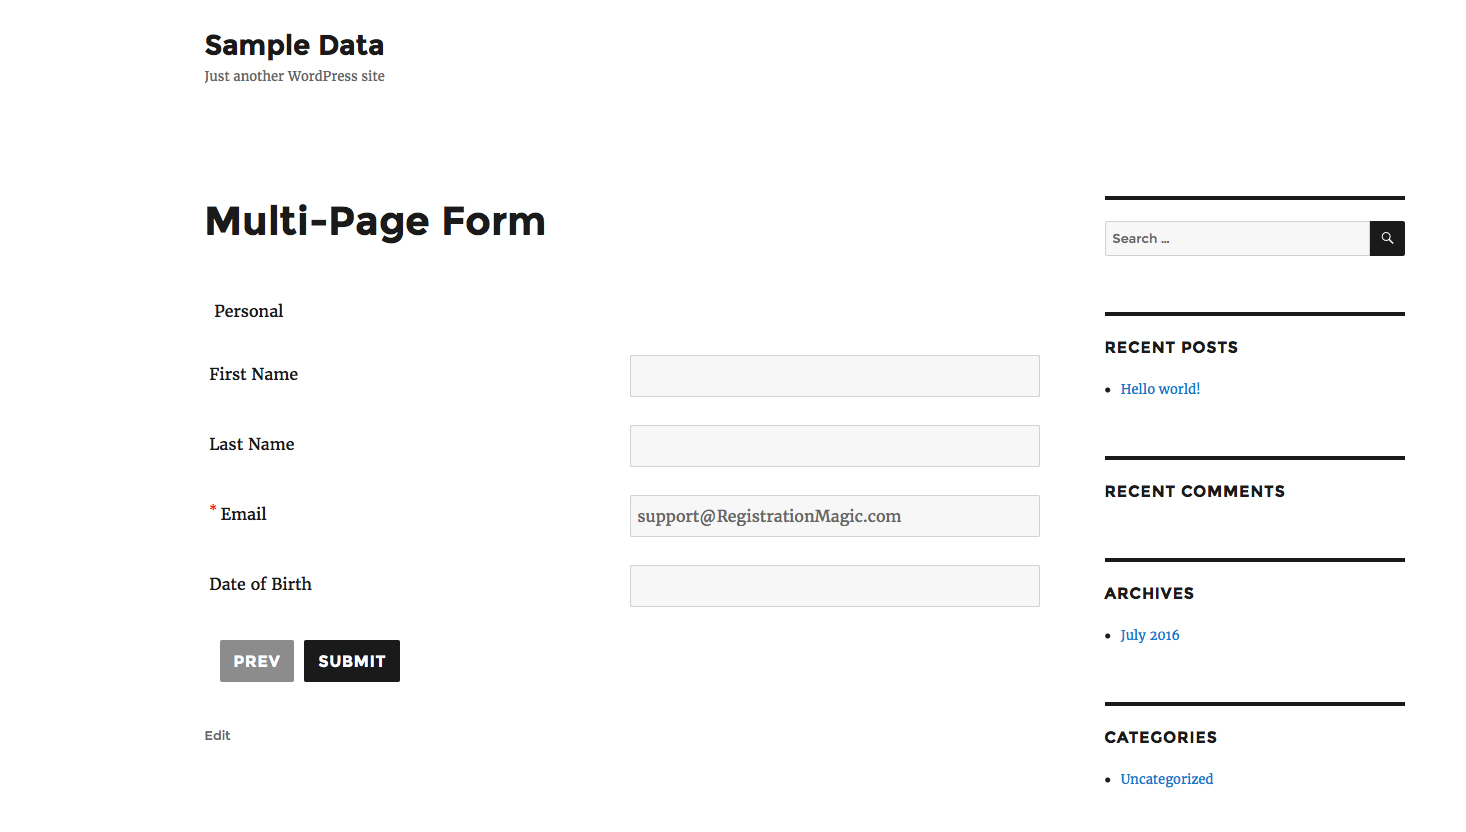 Sample Data
Just another WordPress site
Multi-Page Form
Personal
First Name
Last Name
* Email
support@RegistrationMagic.com
Date of Birth
PREV
SUBMIT
Edit
Search ...
RECENT POSTS
Hello world!
RECENT COMMENTS
ARCHIVES
July 2016
CATEGORIES
Uncategorized